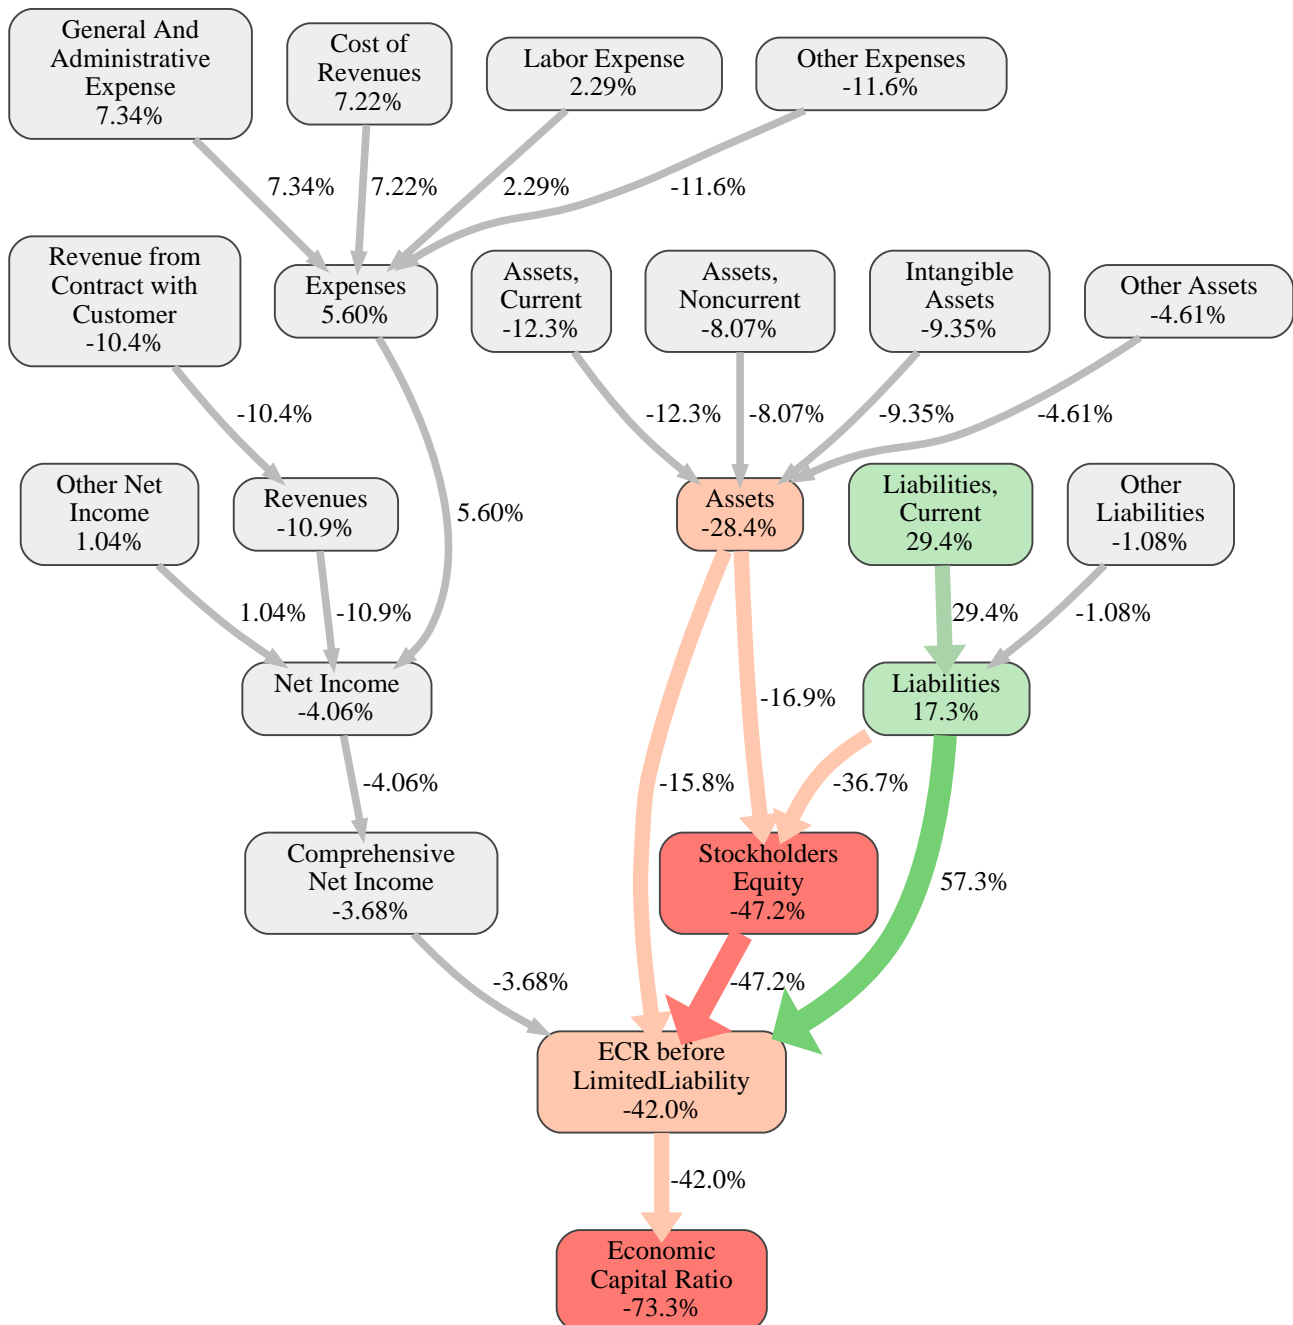 General And
Administrative
Expense
7.34%
Cost of
Revenues
7.22%
Labor Expense
2.29%
Other Expenses
-11.6%
7.34%
7.22%
2.29%
-11.6%
Revenue from
Contract with
Customer
-10.4%
Expenses
5.60%
Assets,
Current
-12.3%
Assets,
Noncurrent
-8.07%
Intangible
Assets
-9.35%
Other Assets
-4.61%
-10.4%
-12.3%
-8.07%
-9.35%
-4.61%
Other Net
Income
1.04%
Revenues
-10.9%
5.60%
Assets
-28.4%
Liabilities,
Current
29.4%
Other
Liabilities
-1.08%
1.04%
-10.9%
29.4%
-1.08%
Net Income
-4.06%
-16.9%
Liabilities
17.3%
-4.06%
-15.8%
-36.7%
Comprehensive
Net Income
-3.68%
Stockholders
Equity
-47.2%
57.3%
-3.68%
-47.2%
ECR before
LimitedLiability
-42.0%
-42.0%
Economic
Capital Ratio
-73.3%